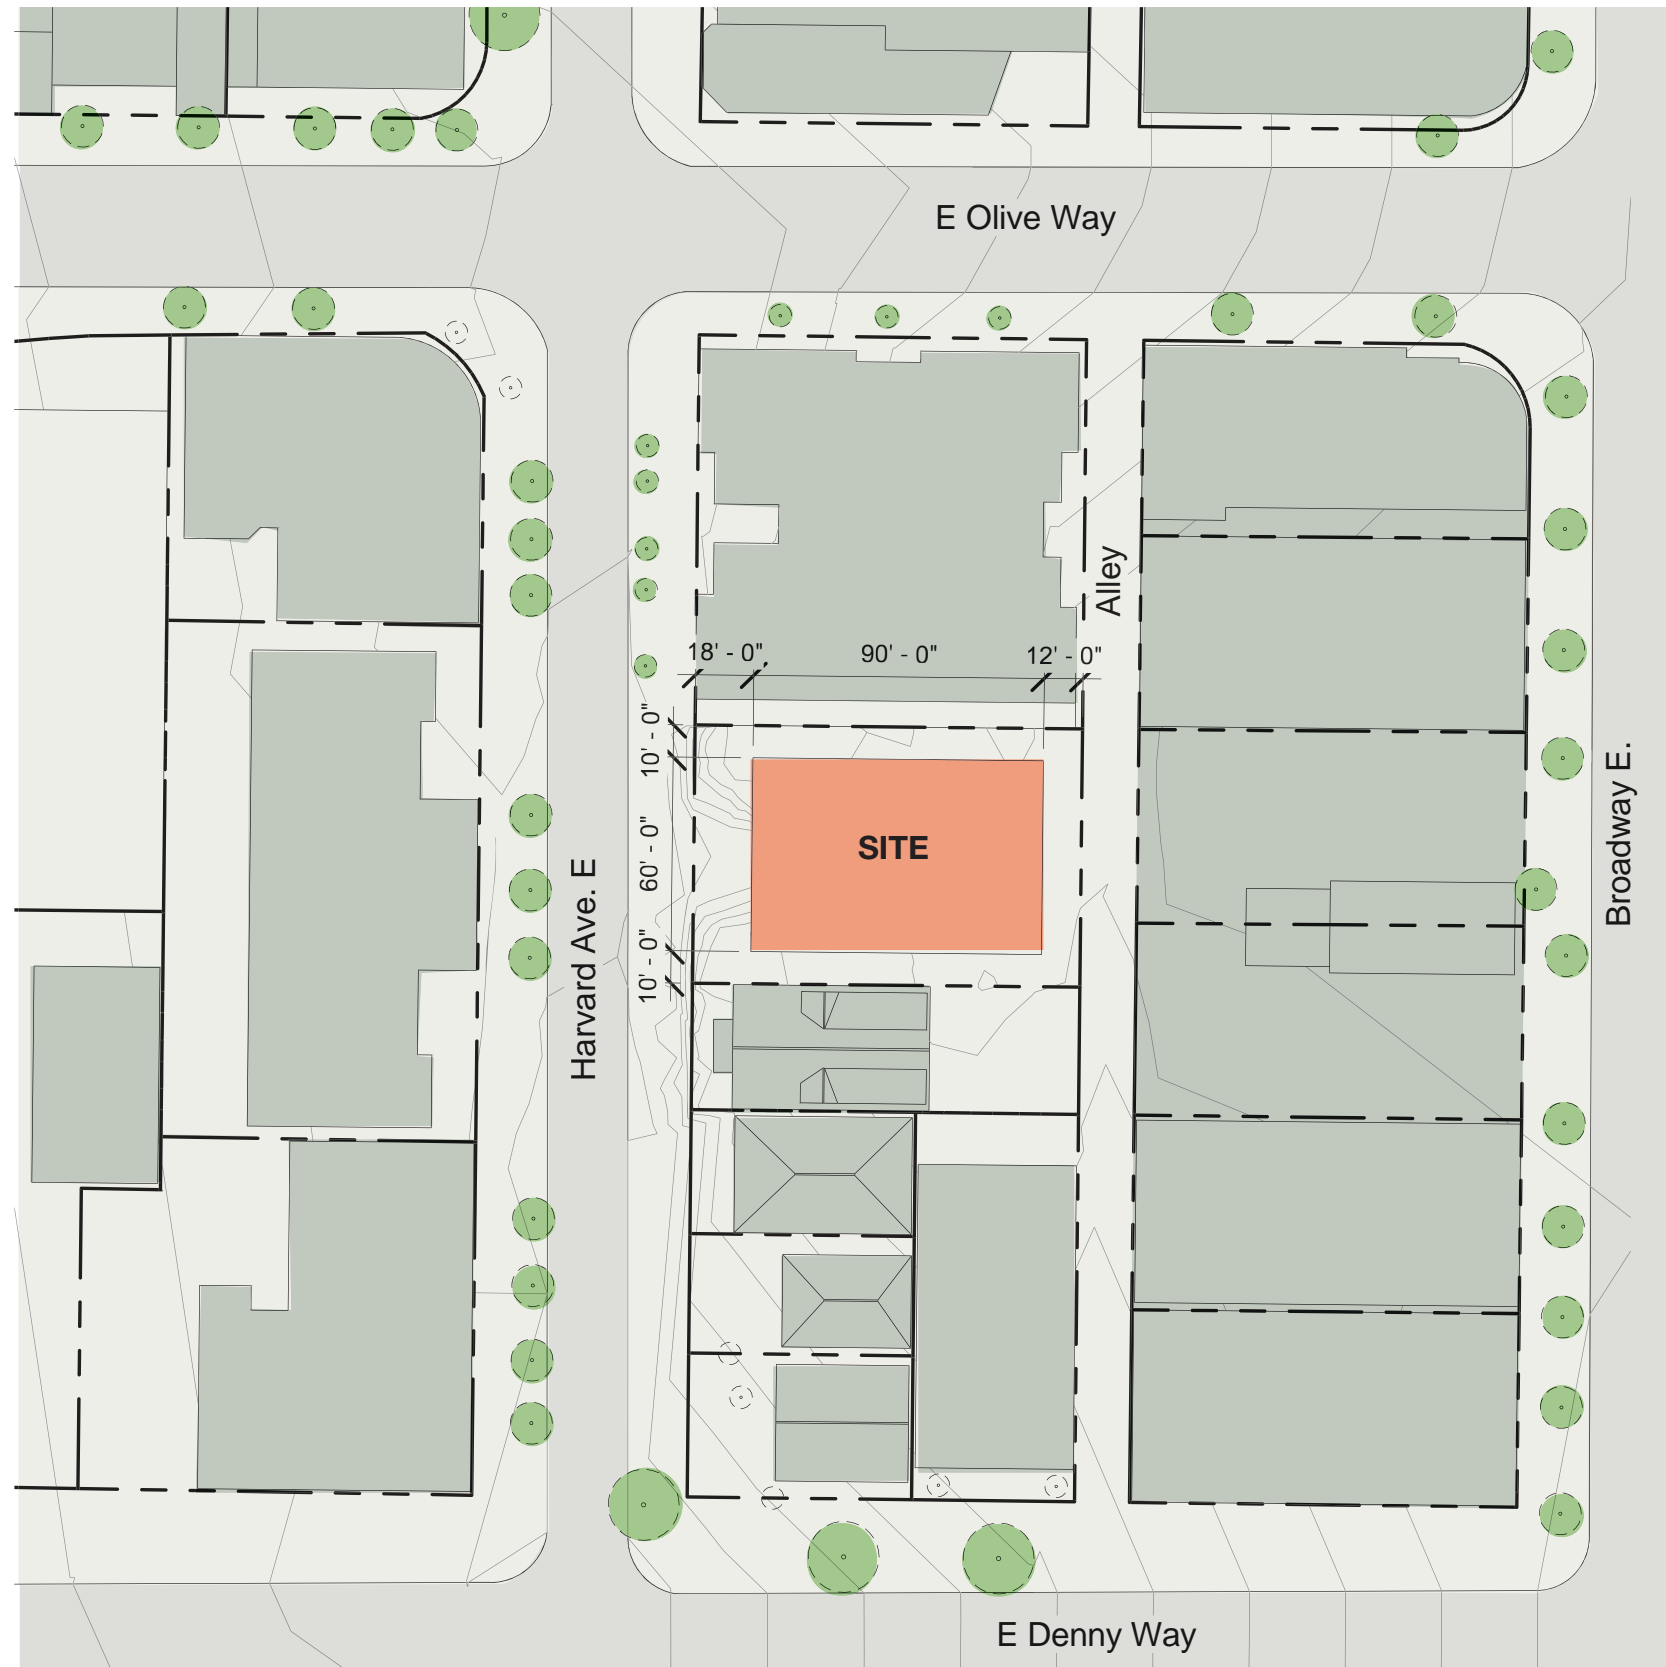 E Olive Way
Alley
18' - 0"
90' - 0"
12' - 0"
10' - 0"
60' - 0"
10' - 0"
SITE
Harvard Ave. E
Broadway E.
E Denny Way